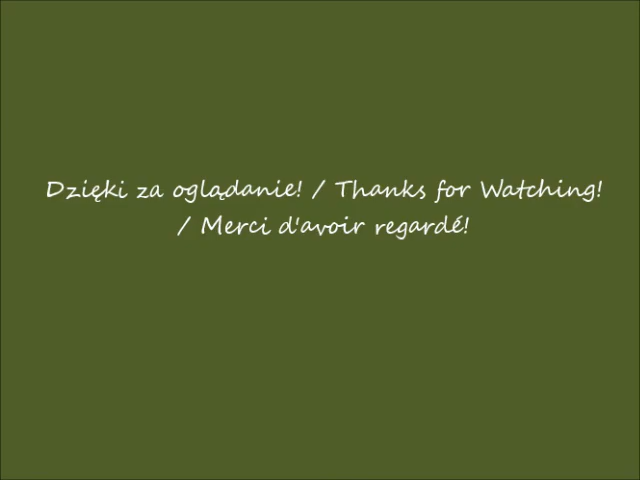 Dzięki za oglądanie! / Thanks for Watching!
/ Merci d'avoir regardé!